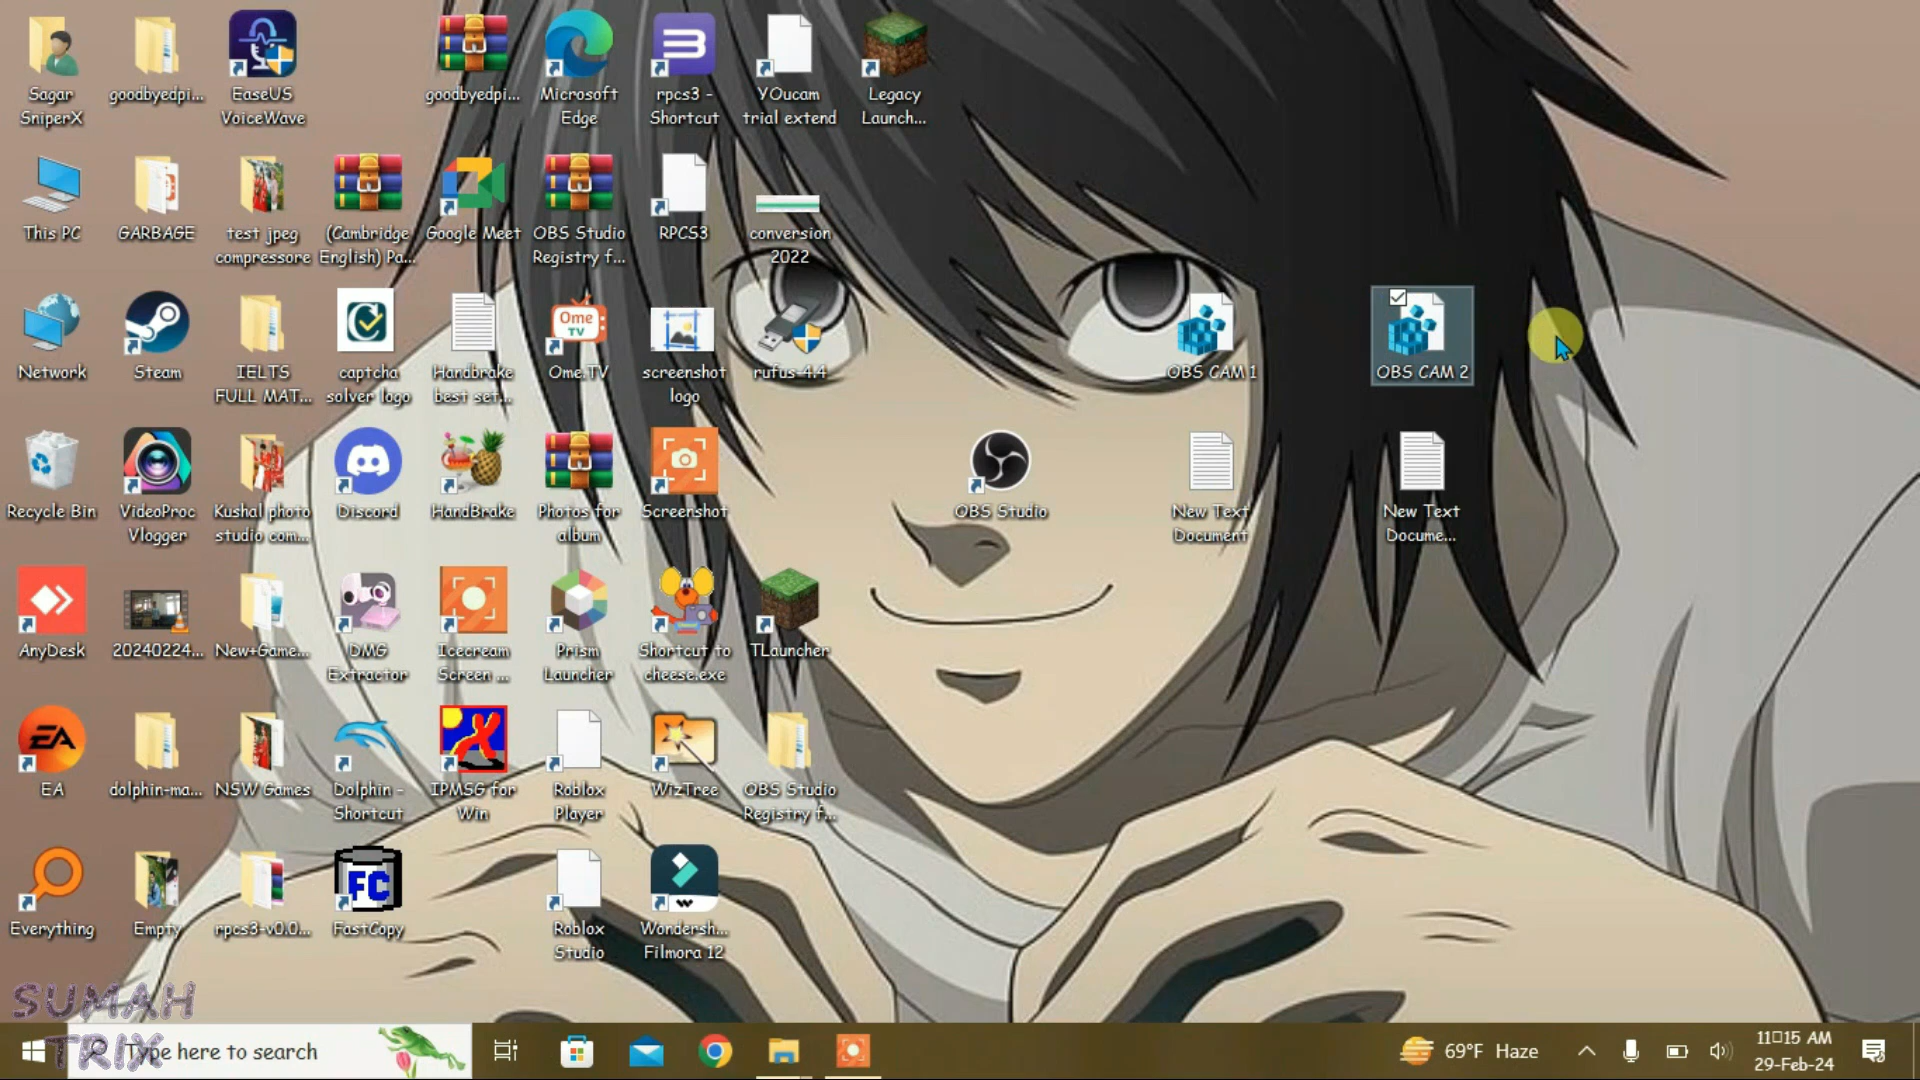 Sagar
SniperX
goodbyedpi...
EaseUS
VoiceWave
goodbyedpi...
Microsoft
Edge
rpcs3 -
Shortcut
YOucam
trial extend
Legacy
Launch...
This PC
GARBAGE
test jpeg
compressore
(Cambridge
English) Pa...
Google Meet
OBS Studio
Registry f...
RPCS3
conversion
2022
Network
Steam
IELTS
FULL MAT...
captcha
solver logo
Handbrake
best set...
Ome
TV
Ome.TV
screenshot
logo
rufus-4.4
OBS CAM 1
OBS CAM 2
Recycle Bin
VideoProc
Vlogger
Kushal photo
studio com...
Discord
HandBrake
Photos for
album
Screenshot
OBS Studio
New Text
Document
New Text
Docume...
AnyDesk
20240224...
New+Game...
DMG
Extractor
Icecream
Screen ...
Prism
Launcher
Shortcut to
cheese.exe
TLauncher
EA
EA
dolphin-ma...
NSW Games
Dolphin -
Shortcut
IPMSG for
Win
Roblox
Player
WizTree
OBS Studio
Registry f...
Everything
Empty
rpcs3-v0.0...
FC
FastCopy
Roblox
Studio
Wondersh...
Filmora 12
SUMAH
TRIX
Type here to search
69°F Haze
11□15 AM
29-Feb-24